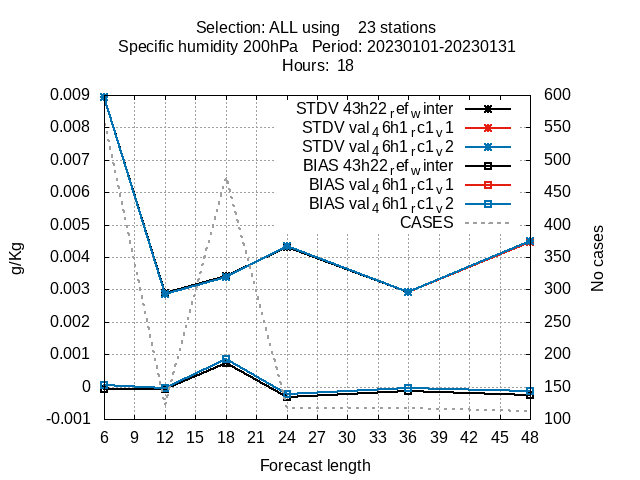 Selection: ALL using    23 stations
Specific humidity 200hPa   Period: 20230101-20230131
Hours:  18
0.009
0.008
0.007
0.006
0.005
0.004
0.003
0.002
0.001
0
-0.001
g/Kg
STDV 43h22_ref_winter
STDV val_46h1_rc1_v1
STDV val_46h1_rc1_v2
BIAS 43h22_ref_winter
BIAS val_46h1_rc1_v1
BIAS val_46h1_rc1_v2
CASES
600
550
500
450
400
350
300
250
200
150
100
No cases
6 9 12 15 18 21 24 27 30 33 36 39 42 45 48
Forecast length